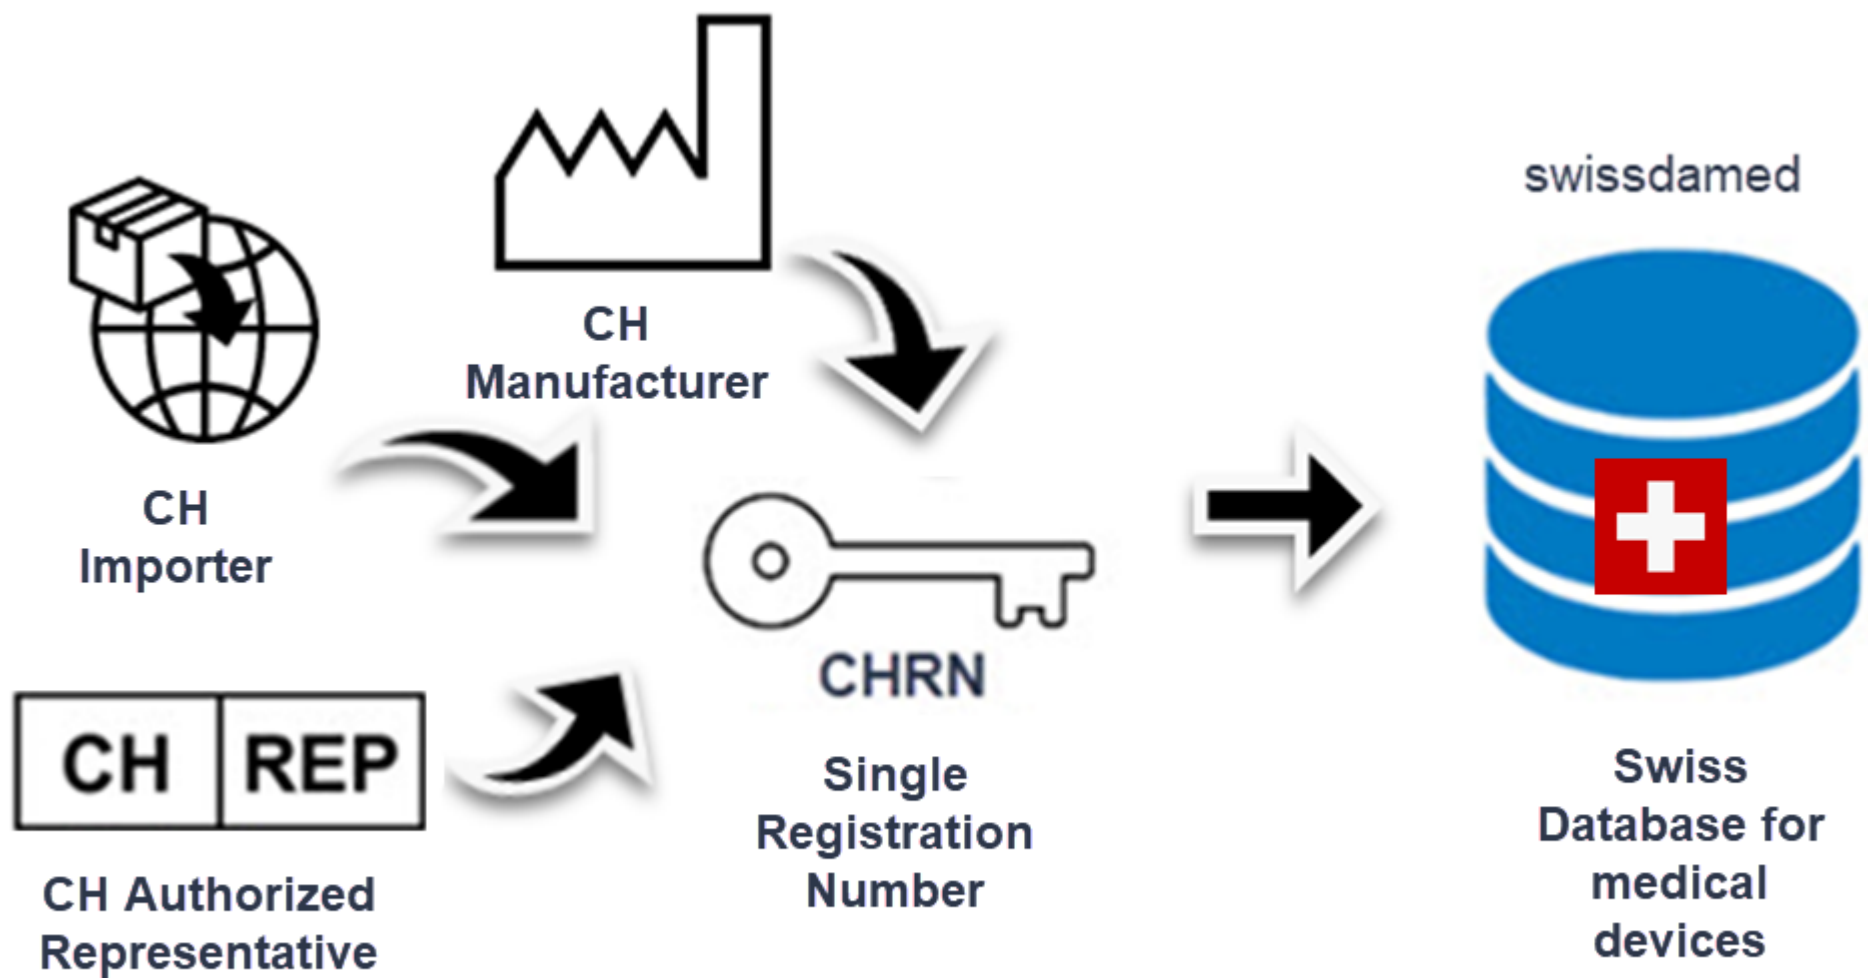 CH
Manufacturer
CH
Importer
CH REP
CH Authorized
Representative
CHRN
Single
Registration
Number
swissdamed
Swiss
Database for
medical
devices